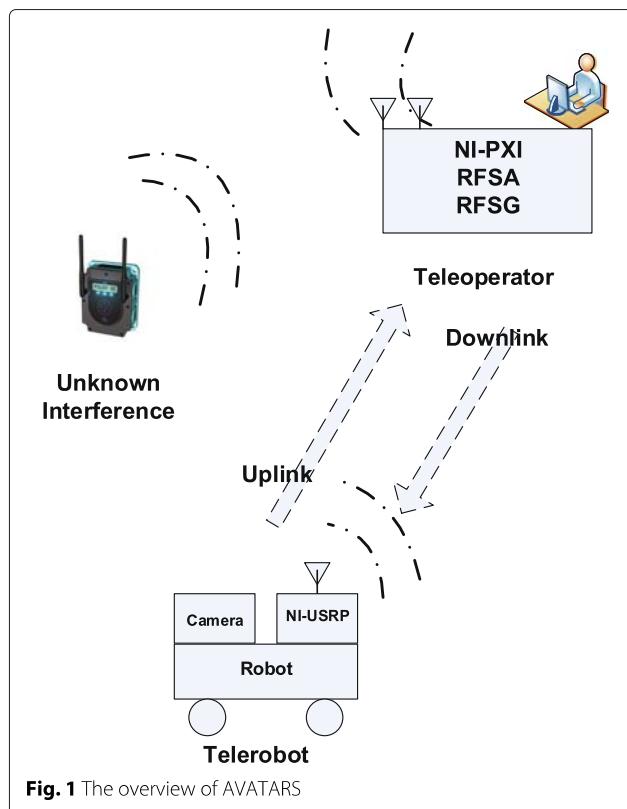 NI-PXI
RFSA
RFSG
Teleoperator
Downlink
Unknown
Interference
Uplink
Camera
NI-USRP
Robot
Telerobot
Fig. 1 The overview of AVATARS